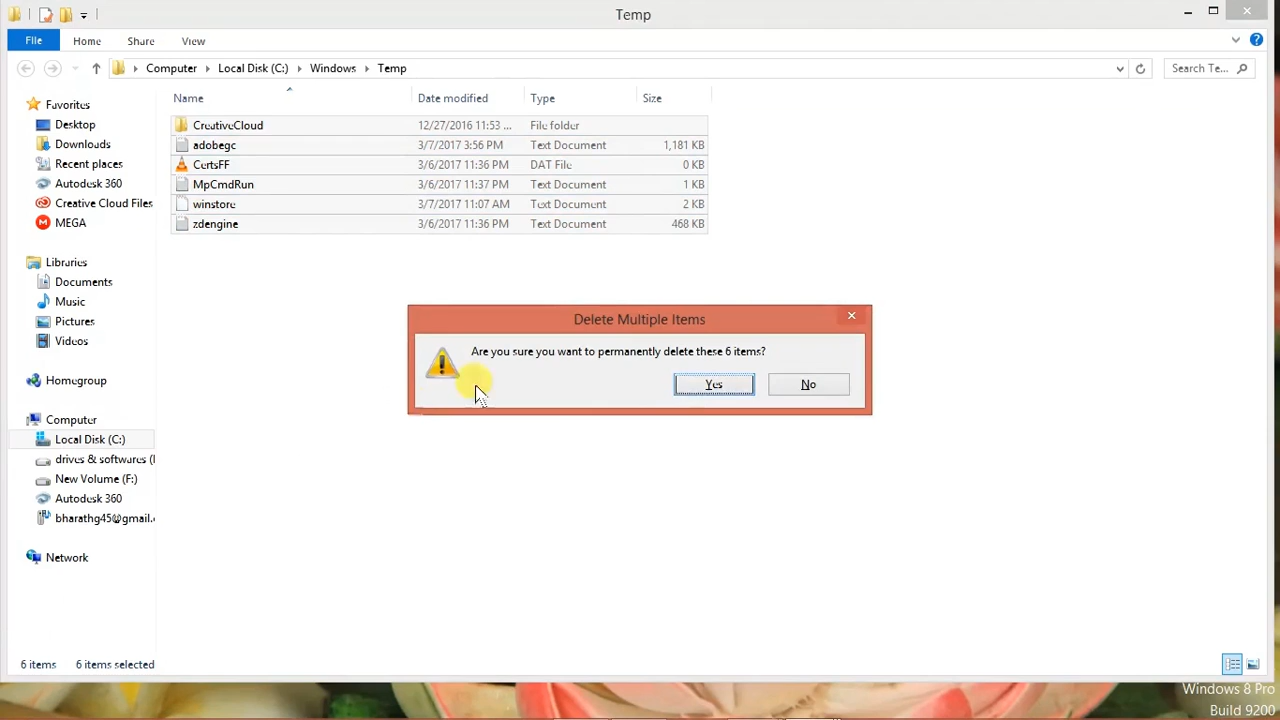 Temp
File Home Share View
Computer Local Disk (C:) Windows Temp Search Te...
Name Date modified Type Size
Favorites
Desktop
Downloads
Recent places
Autodesk 360
Creative Cloud Files
MEGA
Libraries
Documents
Music
Pictures
Videos
Homegroup
Computer
Local Disk (C:)
drives & softwares (
New Volume (F:)
Autodesk 360
bharathg45@gmail.c
Network
CreativeCloud 12/27/2016 11:53 ... File folder
adobegc 3/7/2017 3:56 PM Text Document 1,181 KB
CertsFF 3/6/2017 11:36 PM DAT File 0 KB
MpCmdRun 3/6/2017 11:37 PM Text Document 1 KB
winstore 3/7/2017 11:07 AM Text Document 2 KB
zdengine 3/6/2017 11:36 PM Text Document 468 KB
Delete Multiple Items
Are you sure you want to permanently delete these 6 items?
Yes No
6 items 6 items selected
Windows 8 Pro
Build 9200